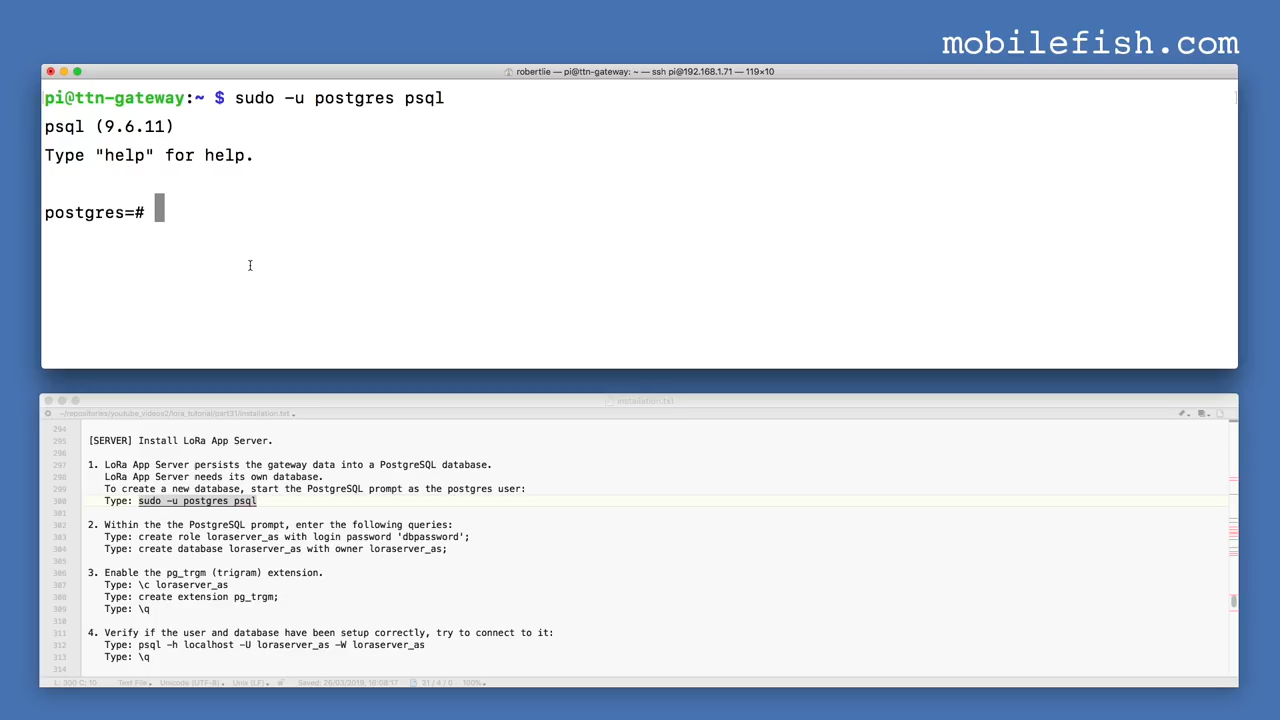 mobilefish.com
robertlie — pi@ttn-gateway: ~ — ssh pi@192.168.1.71 — 119×10
pi@ttn-gateway:~ $ sudo -u postgres psql
psql (9.6.11)
Type "help" for help.
postgres=#
installation.txt
~/repositories/youtube_videov2/lora_tutorial/part31/installation.txt
294
295 [SERVER] Install LoRa App Server.
296
297 1. LoRa App Server persists the gateway data into a PostgreSQL database.
298 LoRa App Server needs its own database.
299 To create a new database, start the PostgreSQL prompt as the postgres user:
300 Type: sudo -u postgres psql
301
302 2. Within the the PostgreSQL prompt, enter the following queries:
303 Type: create role loraserver_as with login password 'dbpassword';
304 Type: create database loraserver_as with owner loraserver_as;
305
306 3. Enable the pg_trgm (trigram) extension.
307 Type: \c loraserver_as
308 Type: create extension pg_trgm;
309 Type: \q
310
311 4. Verify if the user and database have been setup correctly, try to connect to it:
312 Type: psql -h localhost -U loraserver_as -W loraserver_as
313 Type: \q
314
L: 300 C: 10 Text File Unicode (UTF-8) Unix (LF) Saved: 26/03/2019, 16:08:17 21 / 4 / 0 100%